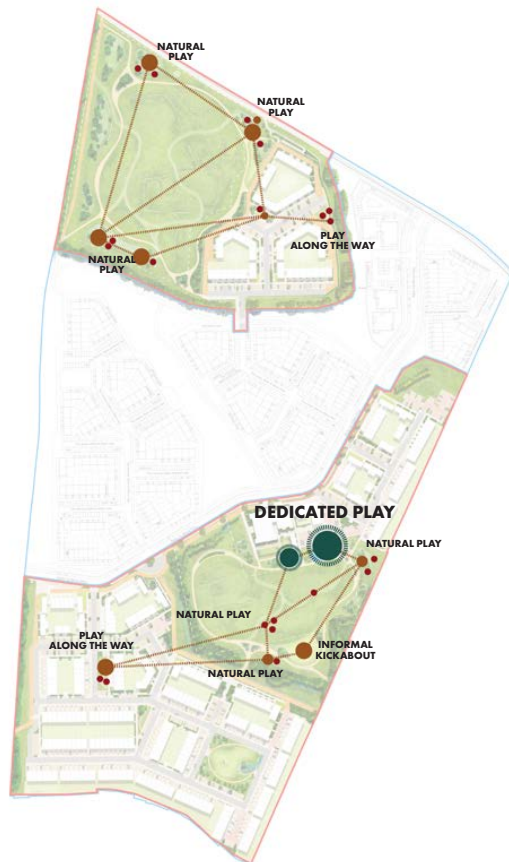 NATURAL
PLAY
NATURAL
PLAY
PLAY
ALONG THE WAY
NATURAL
PLAY
DEDICATED PLAY
NATURAL PLAY
NATURAL PLAY
PLAY
ALONG THE WAY
INFORMAL
KICKABOUT
NATURAL PLAY